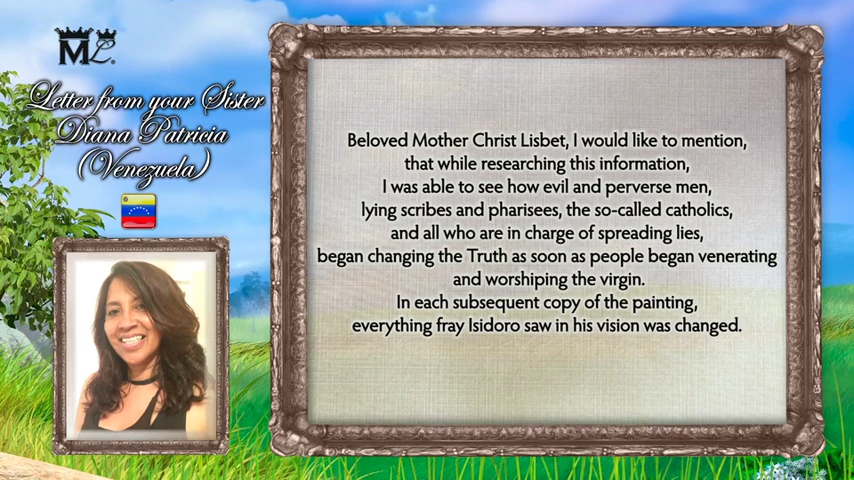 ML®
Letter from your Sister
Diana Patricia
(Venezuela)
Beloved Mother Christ Lisbet, I would like to mention,
that while researching this information,
I was able to see how evil and perverse men,
lying scribes and pharisees, the so-called catholics,
and all who are in charge of spreading lies,
began changing the Truth as soon as people began venerating
and worshiping the virgin.
In each subsequent copy of the painting,
everything fray Isidoro saw in his vision was changed.